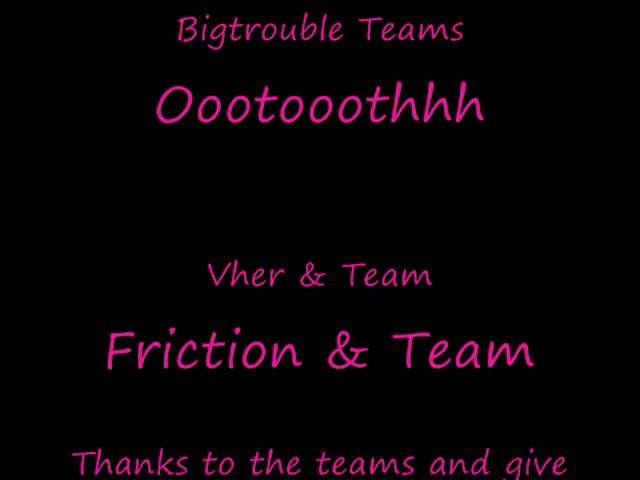 Bigtrouble Teams
Oootooothhh
Vher & Team
Friction & Team
Thanks to the teams and give